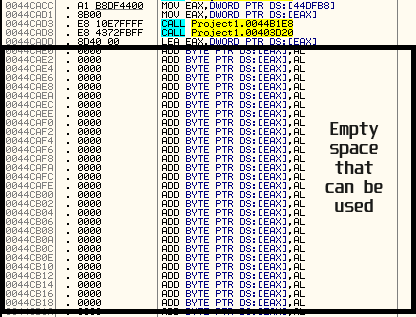 0044CACC . A1 B8DF4400 MOV EAX,DWORD PTR DS:[44DFB8]
0044CAD1 . 8B00 MOV EAX,DWORD PTR DS:[EAX]
0044CAD3 . E8 10E7FFFF CALL Project1.0044B1E8
0044CAD8 . E8 4372FBFF CALL Project1.00403D20
0044CADD . 8D40 00 LEA EAX,DWORD PTR DS:[EAX]
0044CAE2 . 0000 ADD BYTE PTR DS:[EAX],AL
0044CAE4 . 0000 ADD BYTE PTR DS:[EAX],AL
0044CAE6 . 0000 ADD BYTE PTR DS:[EAX],AL
0044CAE8 . 0000 ADD BYTE PTR DS:[EAX],AL
0044CAEA . 0000 ADD BYTE PTR DS:[EAX],AL
0044CAEC . 0000 ADD BYTE PTR DS:[EAX],AL
0044CAEE . 0000 ADD BYTE PTR DS:[EAX],AL
0044CAF0 . 0000 ADD BYTE PTR DS:[EAX],AL
0044CAF2 . 0000 ADD BYTE PTR DS:[EAX],AL
0044CAF4 . 0000 ADD BYTE PTR DS:[EAX],AL
0044CAF6 . 0000 ADD BYTE PTR DS:[EAX],AL
0044CAF8 . 0000 ADD BYTE PTR DS:[EAX],AL
0044CAFA . 0000 ADD BYTE PTR DS:[EAX],AL
0044CAFC . 0000 ADD BYTE PTR DS:[EAX],AL
0044CAFE . 0000 ADD BYTE PTR DS:[EAX],AL
0044CB00 . 0000 ADD BYTE PTR DS:[EAX],AL
0044CB02 . 0000 ADD BYTE PTR DS:[EAX],AL
0044CB04 . 0000 ADD BYTE PTR DS:[EAX],AL
0044CB06 . 0000 ADD BYTE PTR DS:[EAX],AL
0044CB08 . 0000 ADD BYTE PTR DS:[EAX],AL
0044CB0A . 0000 ADD BYTE PTR DS:[EAX],AL
0044CB0C . 0000 ADD BYTE PTR DS:[EAX],AL
0044CB0E . 0000 ADD BYTE PTR DS:[EAX],AL
0044CB10 . 0000 ADD BYTE PTR DS:[EAX],AL
0044CB12 . 0000 ADD BYTE PTR DS:[EAX],AL
0044CB14 . 0000 ADD BYTE PTR DS:[EAX],AL
0044CB16 . 0000 ADD BYTE PTR DS:[EAX],AL
0044CB18 . 0000 ADD BYTE PTR DS:[EAX],AL
Empty
space
that
can be
used